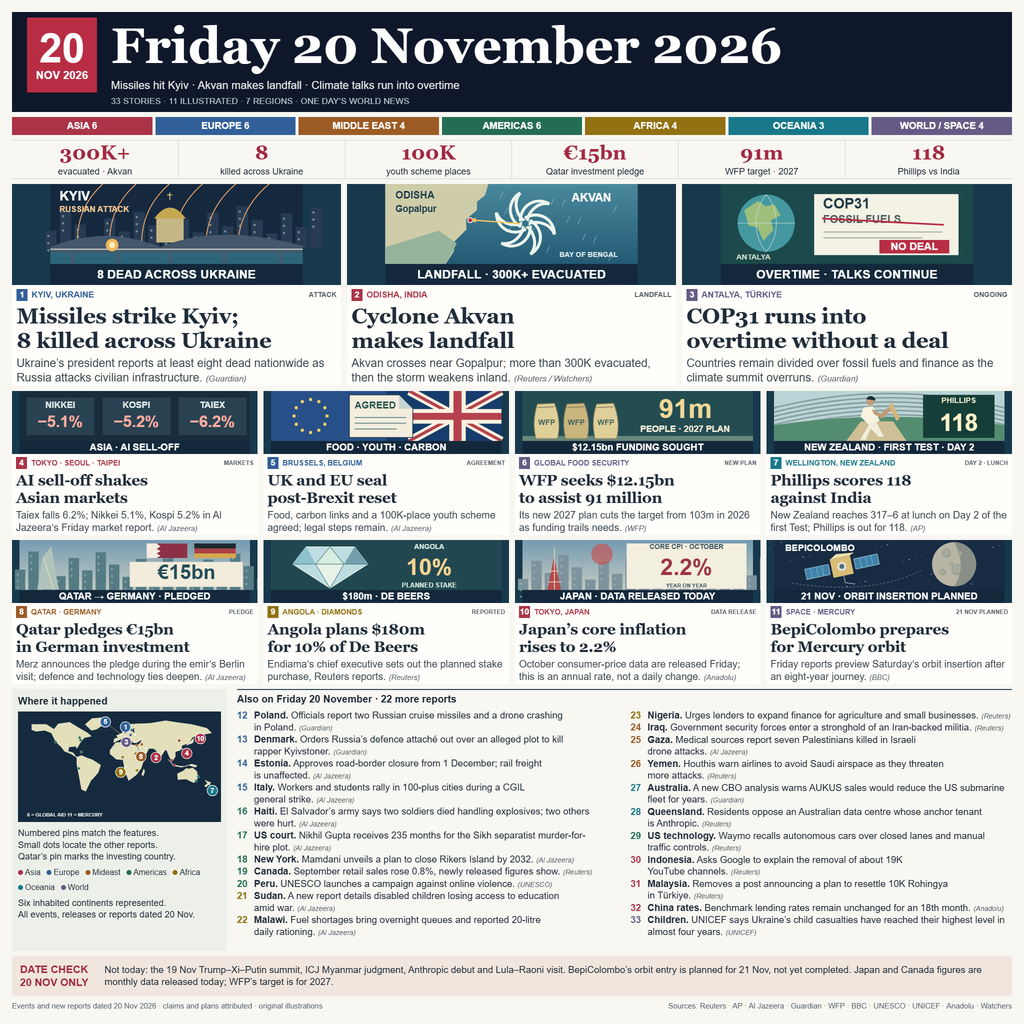 20
NOV 2026
Friday 20 November 2026
Missiles hit Kyiv · Akvan makes landfall · Climate talks run into overtime
33 STORIES · 11 ILLUSTRATED · 7 REGIONS · ONE DAY'S WORLD NEWS
ASIA 6
EUROPE 6
MIDDLE EAST 4
AMERICAS 6
AFRICA 4
OCEANIA 3
WORLD / SPACE 4
300K+
evacuated · Akvan
8
killed across Ukraine
100K
youth scheme places
€15bn
Qatar investment pledge
91m
WFP target · 2027
118
Phillips vs India
KYIV
RUSSIAN ATTACK
8 DEAD ACROSS UKRAINE
1 KYIV, UKRAINE
ATTACK
Missiles strike Kyiv;
8 killed across Ukraine
Ukraine's president reports at least eight dead nationwide as
Russia attacks civilian infrastructure. (Guardian)
ODISHA
Gopalpur
AKVAN
BAY OF BENGAL
LANDFALL · 300K+ EVACUATED
2 ODISHA, INDIA
LANDFALL
Cyclone Akvan
makes landfall
Akvan crosses near Gopalpur; more than 300K evacuated,
then the storm weakens inland. (Reuters / Watchers)
COP31
FOSSIL FUELS
NO DEAL
ANTALYA
OVERTIME · TALKS CONTINUE
3 ANTALYA, TÜRKIYE
ONGOING
COP31 runs into
overtime without a deal
Countries remain divided over fossil fuels and finance as the
climate summit overruns. (Guardian)
NIKKEI
−5.1%
KOSPI
−5.2%
TAIEX
−6.2%
ASIA · AI SELL-OFF
4 TOKYO · SEOUL · TAIPEI
MARKETS
AI sell-off shakes
Asian markets
Taiex falls 6.2%; Nikkei 5.1%, Kospi 5.2% in Al
Jazeera's Friday market report. (Al Jazeera)
AGREED
FOOD · YOUTH · CARBON
5 BRUSSELS, BELGIUM
AGREEMENT
UK and EU seal
post-Brexit reset
Food, carbon links and a 100K-place youth scheme
agreed; legal steps remain. (Al Jazeera)
WFP
WFP
WFP
91m
PEOPLE · 2027 PLAN
$12.15bn FUNDING SOUGHT
6 GLOBAL FOOD SECURITY
NEW PLAN
WFP seeks $12.15bn
to assist 91 million
Its new 2027 plan cuts the target from 103m in 2026
as funding trails needs. (WFP)
PHILLIPS
118
NEW ZEALAND · FIRST TEST · DAY 2
7 WELLINGTON, NEW ZEALAND
DAY 2 · LUNCH
Phillips scores 118
against India
New Zealand reaches 317–6 at lunch on Day 2 of the
first Test; Phillips is out for 118. (AP)
€15bn
QATAR → GERMANY · PLEDGED
8 QATAR · GERMANY
PLEDGE
Qatar pledges €15bn
in German investment
Merz announces the pledge during the emir's Berlin
visit; defence and technology ties deepen. (Al Jazeera)
ANGOLA
10%
PLANNED STAKE
$180m · DE BEERS
9 ANGOLA · DIAMONDS
REPORTED
Angola plans $180m
for 10% of De Beers
Endiama's chief executive sets out the planned stake
purchase, Reuters reports. (Reuters)
CORE CPI · OCTOBER
2.2%
YEAR ON YEAR
JAPAN · DATA RELEASED TODAY
10 TOKYO, JAPAN
DATA RELEASE
Japan's core inflation
rises to 2.2%
October consumer-price data are released Friday;
this is an annual rate, not a daily change. (Anadolu)
BEPICOLOMBO
21 NOV · ORBIT INSERTION PLANNED
11 SPACE · MERCURY
21 NOV PLANNED
BepiColombo prepares
for Mercury orbit
Friday reports preview Saturday's orbit insertion after
an eight-year journey. (BBC)
Where it happened
5
1
3
8
2
4
10
9
7
6 = GLOBAL AIMS 11 = MERCURY
Numbered pins match the features.
Small dots locate the other reports.
Qatar's pin marks the investing country.
Asia Europe Mideast Americas Africa
Oceania World
Six inhabited continents represented.
All events, releases or reports dated 20 Nov.
Also on Friday 20 November · 22 more reports
12 Poland. Officials report two Russian cruise missiles and a drone crashing
in Poland. (Guardian)
13 Denmark. Orders Russia's defence attaché out over an alleged plot to kill
rapper Kyivstoner. (Guardian)
14 Estonia. Approves road-border closure from 1 December; rail freight
is unaffected. (Al Jazeera)
15 Italy. Workers and students rally in 100-plus cities during a CGIL
general strike. (Al Jazeera)
16 Haiti. El Salvador's army says two soldiers died handling explosives; two others
were hurt. (Al Jazeera)
17 US court. Nikhil Gupta receives 235 months for the Sikh separatist murder-for-
hire plot. (Al Jazeera)
18 New York. Mamdani unveils a plan to close Rikers Island by 2032. (Al Jazeera)
19 Canada. September retail sales rose 0.8%, newly released figures show. (Reuters)
20 Peru. UNESCO launches a campaign against online violence. (UNESCO)
21 Sudan. A new report details disabled children losing access to education
amid war. (Al Jazeera)
22 Malawi. Fuel shortages bring overnight queues and reported 20-litre
daily rationing. (Al Jazeera)
23 Nigeria. Urges lenders to expand finance for agriculture and small businesses. (Reuters)
24 Iraq. Government security forces enter a stronghold of an Iran-backed militia. (Reuters)
25 Gaza. Medical sources report seven Palestinians killed in Israeli
drone attacks. (Al Jazeera)
26 Yemen. Houthis warn airlines to avoid Saudi airspace as they threaten
more attacks. (Reuters)
27 Australia. A new CBO analysis warns AUKUS sales would reduce the US submarine
fleet for years. (Guardian)
28 Queensland. Residents oppose an Australian data centre whose anchor tenant
is Anthropic. (Reuters)
29 US technology. Waymo recalls autonomous cars over closed lanes and manual
traffic controls. (Reuters)
30 Indonesia. Asks Google to explain the removal of about 19K
YouTube channels. (Reuters)
31 Malaysia. Removes a post announcing a plan to resettle 10K Rohingya
in Türkiye. (Reuters)
32 China rates. Benchmark lending rates remain unchanged for an 18th month. (Anadolu)
33 Children. UNICEF says Ukraine's child casualties have reached their highest level in
almost four years. (UNICEF)
DATE CHECK
20 NOV ONLY
Not today: the 19 Nov Trump–Xi–Putin summit, ICJ Myanmar judgment, Anthropic debut and Lula–Raoni visit. BepiColombo's orbit entry is planned for 21 Nov, not yet completed. Japan and Canada figures are
monthly data released today; WFP's target is for 2027.
Events and new reports dated 20 Nov 2026 · claims and plans attributed · original illustrations
Sources: Reuters · AP · Al Jazeera · Guardian · WFP · BBC · UNESCO · UNICEF · Anadolu · Watchers